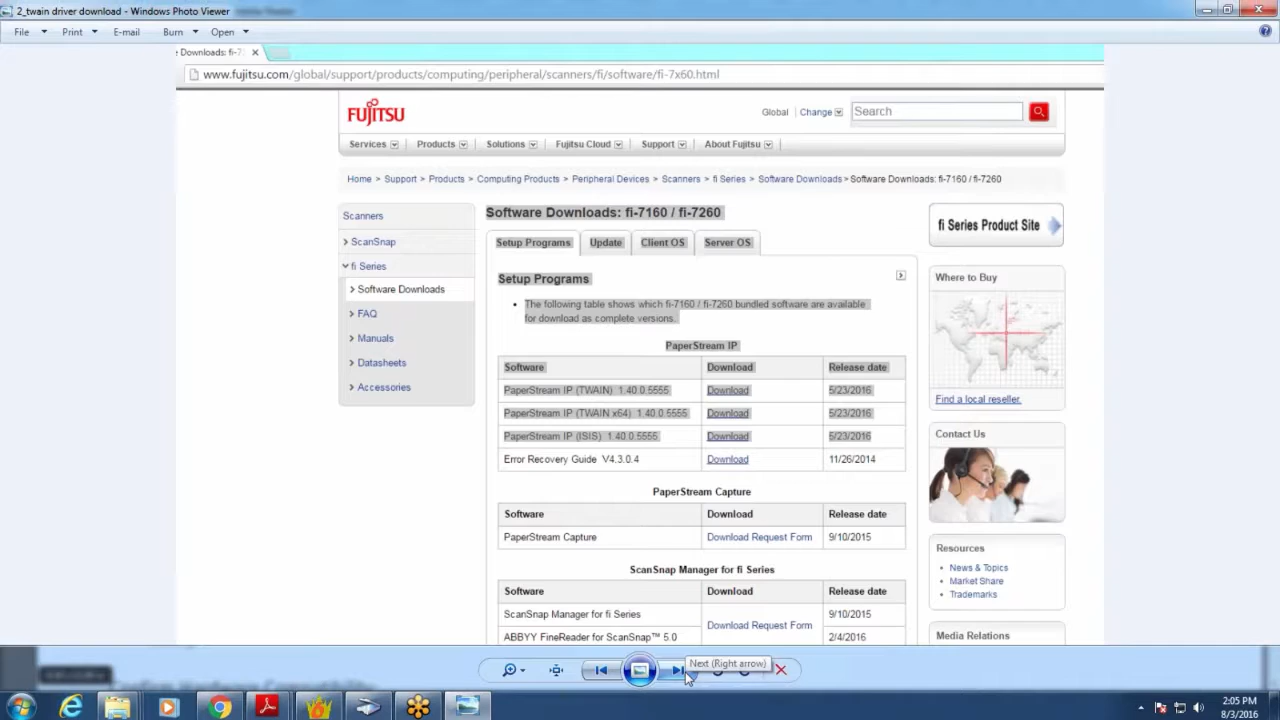 2_twain driver download - Windows Photo Viewer
File Print E-mail Burn Open
Downloads: fi-7
www.fujitsu.com/global/support/products/computing/peripheral/scanners/fi/software/fi-7x60.html
FUJITSU
Global Change Search
Services Products Solutions Fujitsu Cloud Support About Fujitsu
Home > Support > Products > Computing Products > Peripheral Devices > Scanners > fi Series > Software Downloads > Software Downloads: fi-7160 / fi-7260
Scanners
ScanSnap
fi Series
Software Downloads
FAQ
Manuals
Datasheets
Accessories
Software Downloads: fi-7160 / fi-7260
Setup Programs Update Client OS Server OS
Setup Programs
• The following table shows which fi-7160 / fi-7260 bundled software are available
for download as complete versions.
PaperStream IP
Software Download Release date
PaperStream IP (TWAIN) 1.40.0.5555 Download 5/23/2016
PaperStream IP (TWAIN x64) 1.40.0.5555 Download 5/23/2016
PaperStream IP (ISIS) 1.40.0.5555 Download 5/23/2016
Error Recovery Guide V4.3.0.4 Download 11/26/2014
PaperStream Capture
Software Download Release date
PaperStream Capture Download Request Form 9/10/2015
ScanSnap Manager for fi Series
Software Download Release date
ScanSnap Manager for fi Series 9/10/2015
Download Request Form
ABBYY FineReader for ScanSnap™ 5.0 2/4/2016
fi Series Product Site
Where to Buy
Find a local reseller.
Contact Us
Resources
• News & Topics
• Market Share
• Trademarks
Media Relations
Next (Right arrow)
2:05 PM
8/3/2016